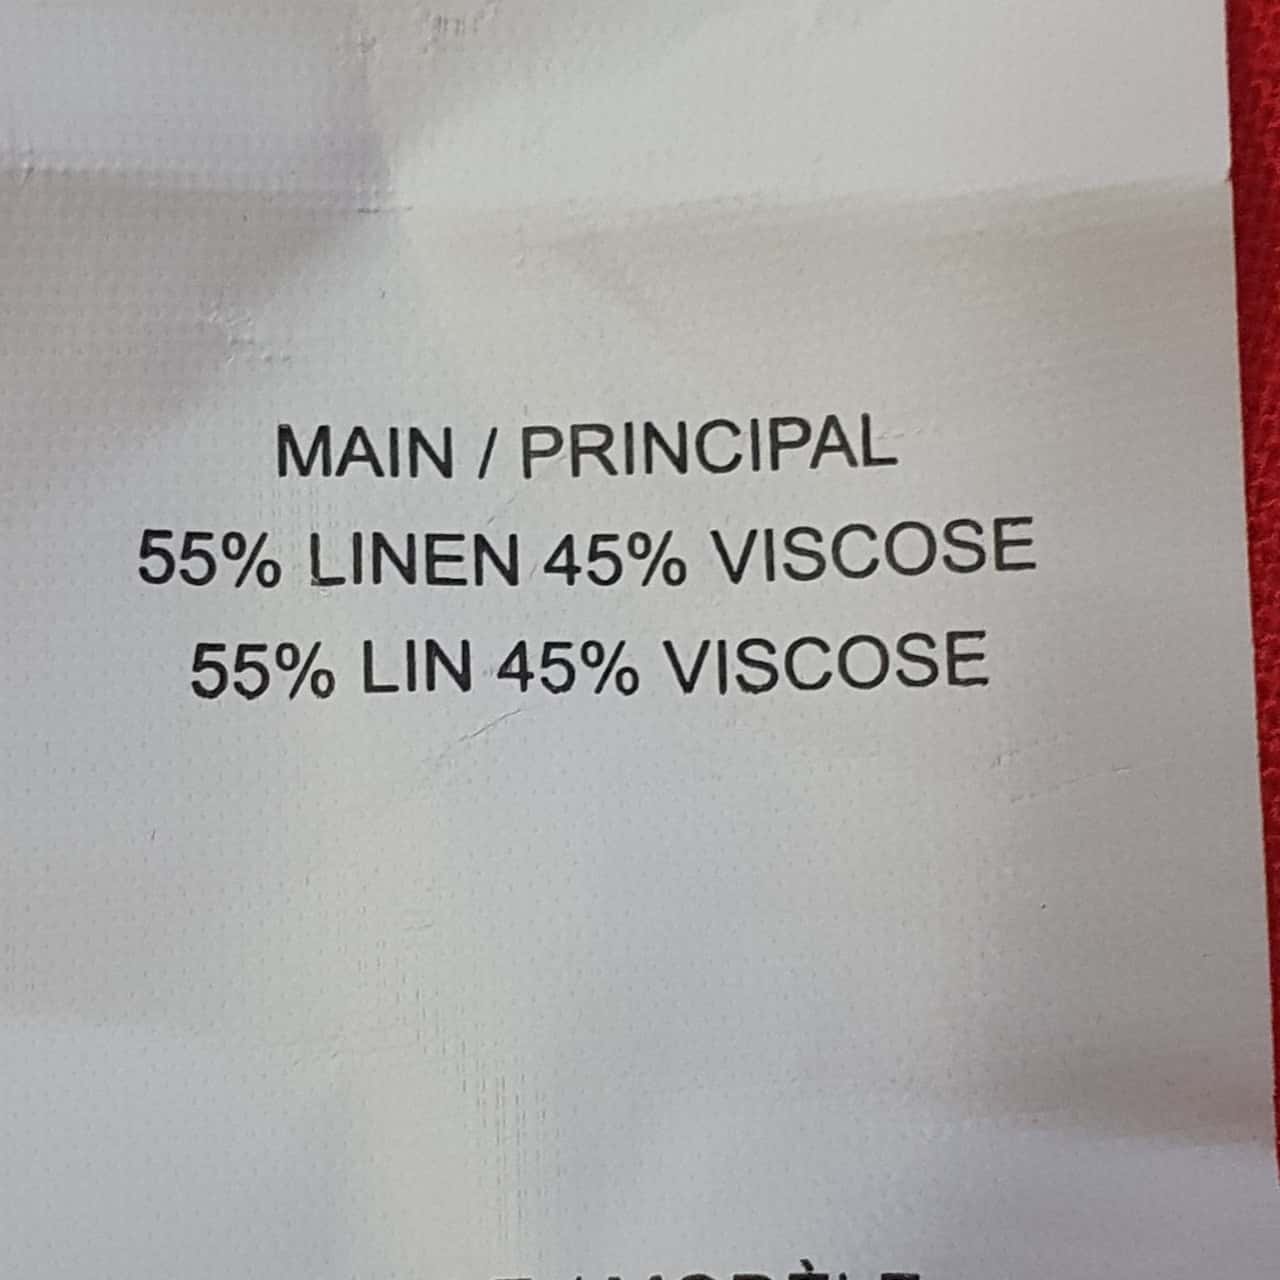 MAIN / PRINCIPAL
55% LINEN 45% VISCOSE
55% LIN 45% VISCOSE